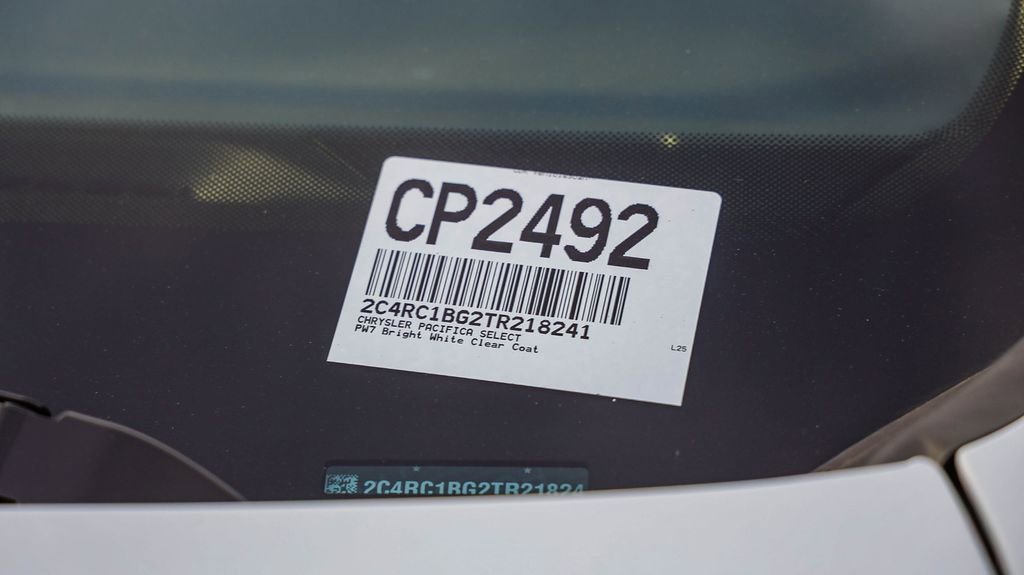 CP2492
2C4RC1BG2TR218241
CHRYSLER PACIFICA SELECT
PW7 Bright White Clear Coat
L25
2C4RC1BG2TR21824